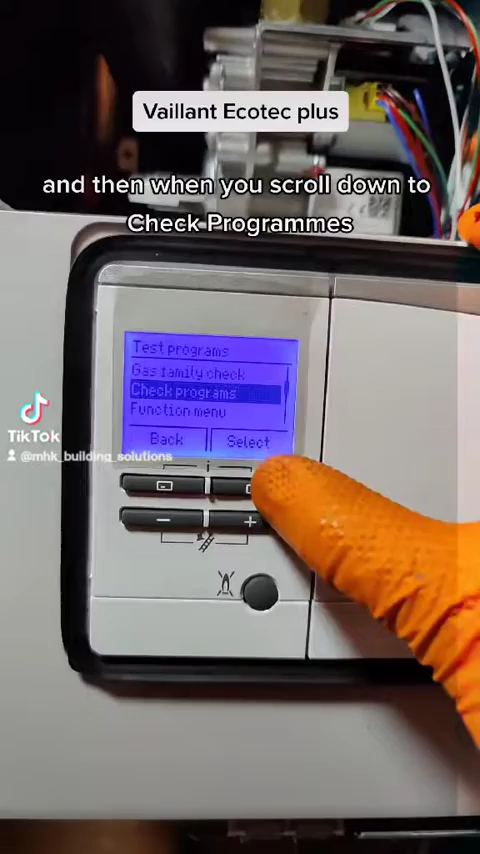 Vaillant Ecotec plus
and then when you scroll down to
Check Programmes
Test programs
Gas family check
Check programs
Function menu
Back
Select
TikTok
@mhk_building_solutions
− +